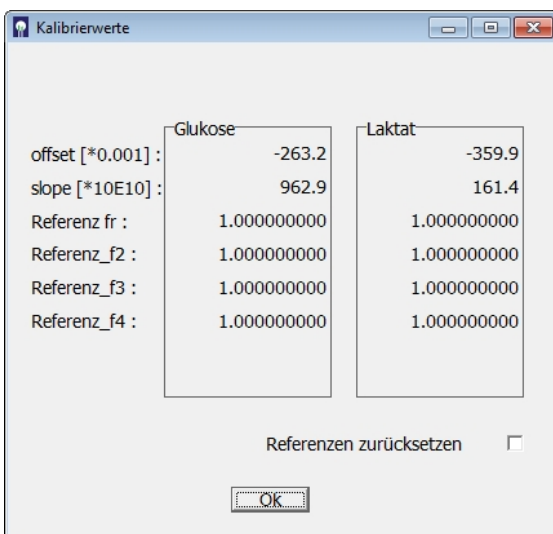 Kalibrierwerte
Glukose Laktat
offset [*0.001] : -263.2 -359.9
slope [*10E10] : 962.9 161.4
Referenz fr : 1.000000000 1.000000000
Referenz_f2 : 1.000000000 1.000000000
Referenz_f3 : 1.000000000 1.000000000
Referenz_f4 : 1.000000000 1.000000000
Referenzen zurücksetzen
Ok